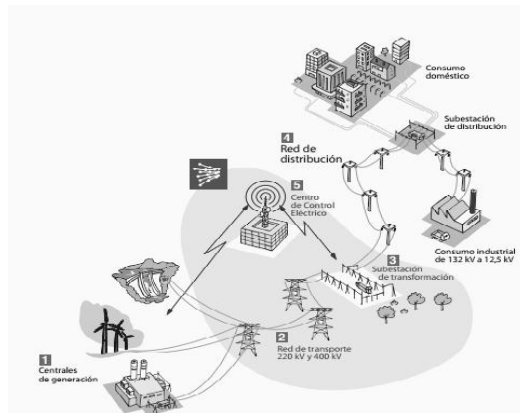 Consumo
doméstico
Subestación
de distribución
4
Red de
distribución
5
Centro
de Control
Eléctrico
Consumo industrial
de 132 kV a 12,5 kV
3
Subestación
de transformación
2
Red de transporte
220 kV y 400 kV
1
Centrales
de generación